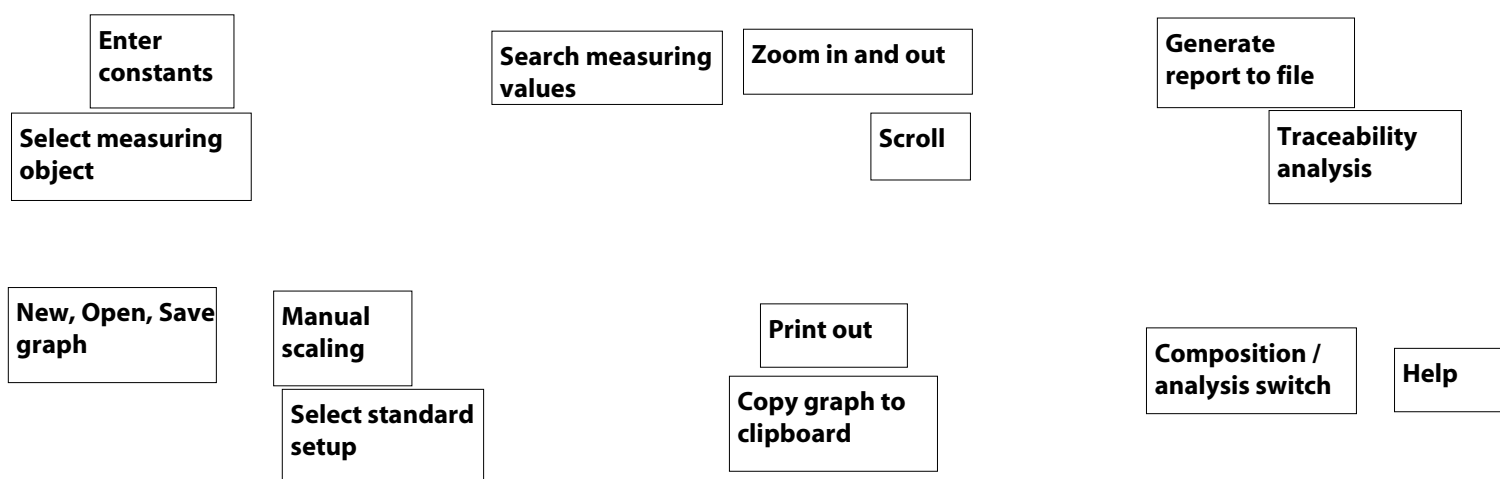 Enter
constants
Search measuring
values
Zoom in and out
Generate
report to file
Select measuring
object
Scroll
Traceability
analysis
New, Open, Save
graph
Manual
scaling
Print out
Composition /
analysis switch
Help
Select standard
setup
Copy graph to
clipboard